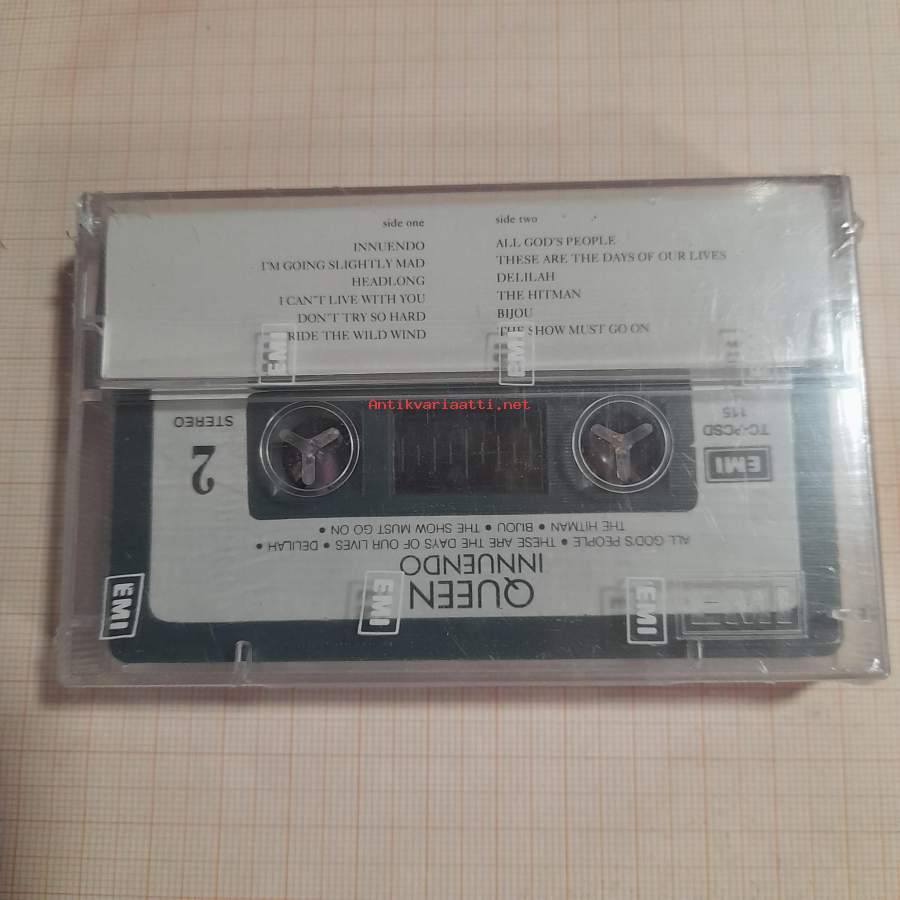 side one
INNUENDO
I'M GOING SLIGHTLY MAD
HEADLONG
I CAN'T LIVE WITH YOU
DON'T TRY SO HARD
RIDE THE WILD WIND
side two
ALL GOD'S PEOPLE
THESE ARE THE DAYS OF OUR LIVES
DELILAH
THE HITMAN
BIJOU
THE SHOW MUST GO ON
EMI
EMI
Antikvariaatti.net
QUEEN
INNUENDO
ALL GOD'S PEOPLE • THESE ARE THE DAYS OF OUR LIVES • DELILAH •
THE HITMAN • BIJOU • THE SHOW MUST GO ON •
EMI
TC-PCSD
115
2
STEREO
EMI
EMI
EMI
EMI